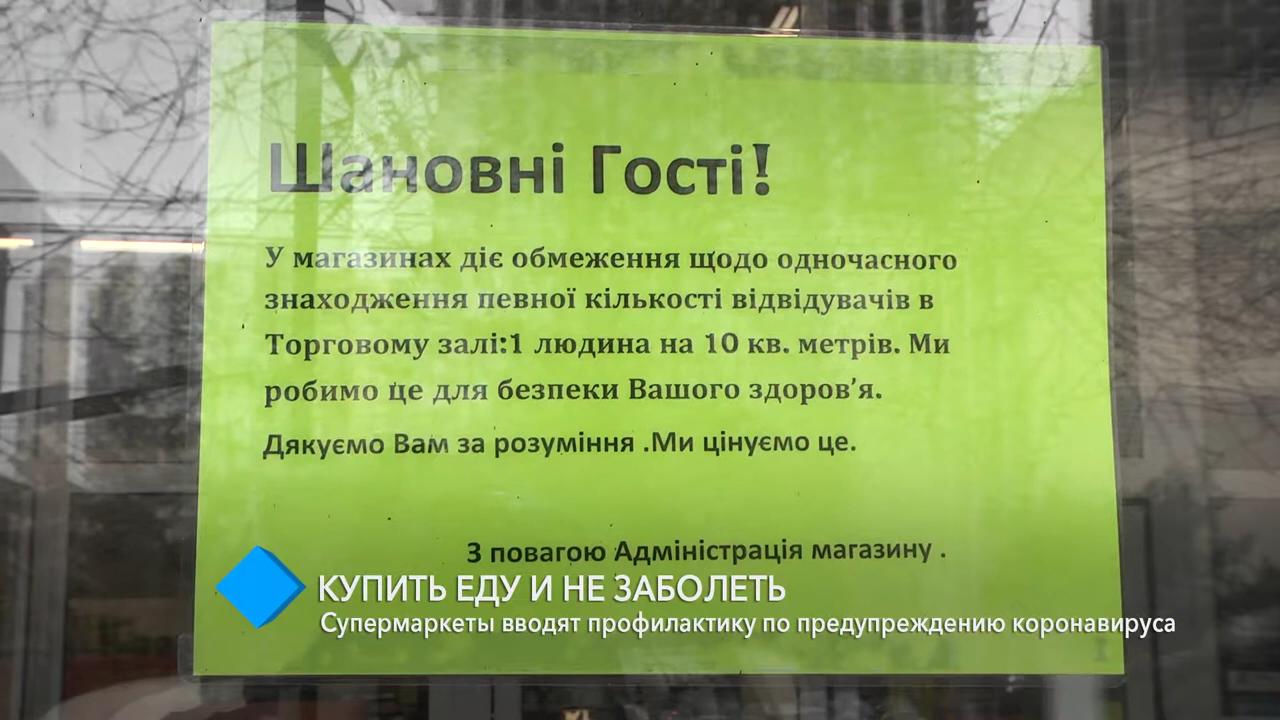 Шановні Гості!
У магазинах діє обмеження щодо одночасного
знаходження певної кількості відвідувачів в
Торговому залі:1 людина на 10 кв. метрів. Ми
робимо це для безпеки Вашого здоров'я.
Дякуємо Вам за розуміння .Ми цінуємо це.
З повагою Адміністрація магазину .
КУПИТЬ ЕДУ И НЕ ЗАБОЛЕТЬ
Супермаркеты вводят профилактику по предупреждению коронавируса